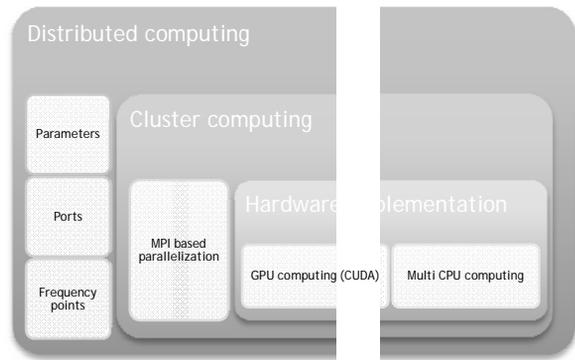 Distributed computing
Parameters
Ports
Frequency
points
Cluster computing
MPI based
parallelization
Hardware
GPU computing (CUDA)
Multi CPU computing